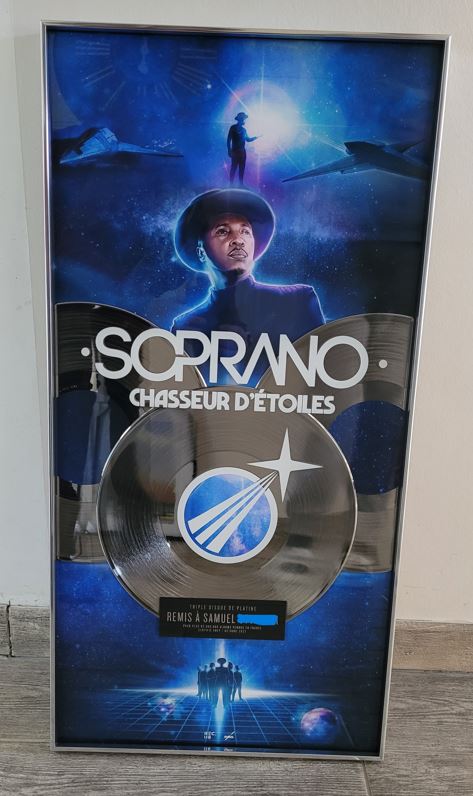 SOPRANO
CHASSEUR D'ÉTOILES
TRIPLE DISQUE DE PLATINE
REMIS À SAMUEL